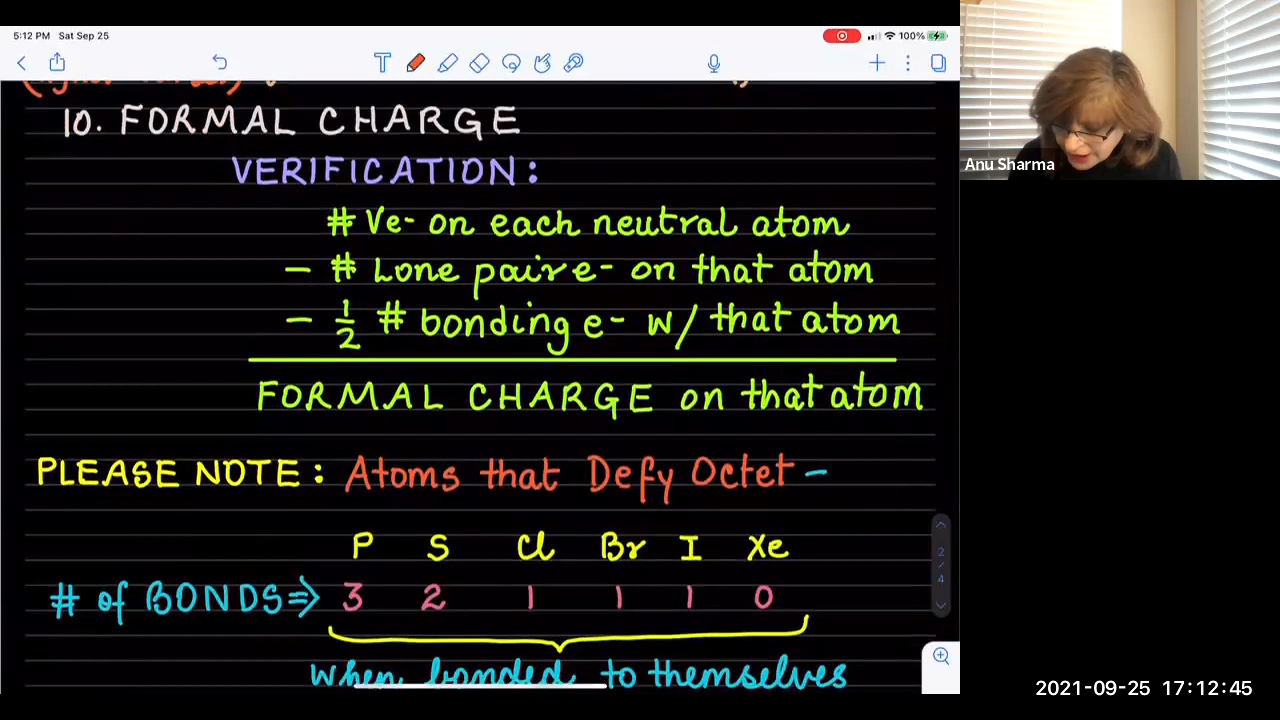 5:12 PM Sat Sep 25
100%
10. FORMAL CHARGE
VERIFICATION:
# Ve- on each neutral atom
- # Lone pair e- on that atom
- 1/2 # bonding e- w/ that atom
FORMAL CHARGE on that atom
PLEASE NOTE: Atoms that Defy Octet -
P S Cl Br I Xe
# of BONDS ⇒ 3 2 1 1 1 0
when bonded to themselves
2/4
Anu Sharma
2021-09-25 17:12:45